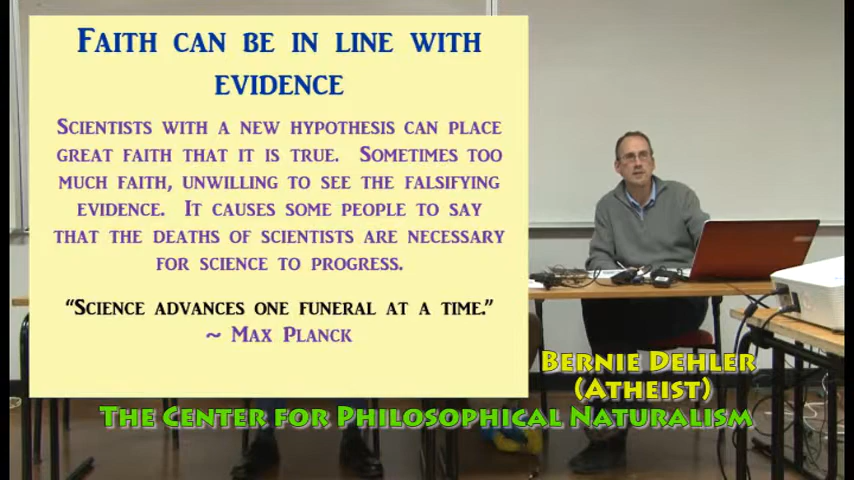 Faith can be in line with
evidence
Scientists with a new hypothesis can place
great faith that it is true. Sometimes too
much faith, unwilling to see the falsifying
evidence. It causes some people to say
that the deaths of scientists are necessary
for science to progress.
"Science advances one funeral at a time."
~ Max Planck
Bernie Dehler
(Atheist)
The Center for Philosophical Naturalism